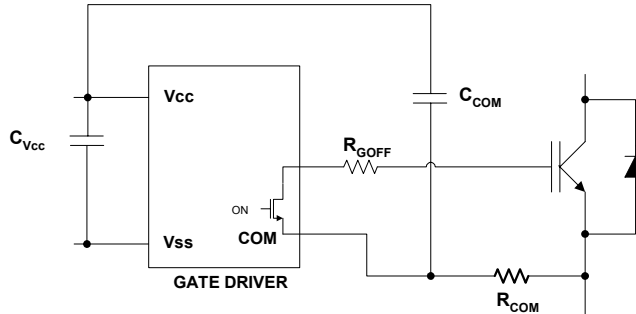 Vcc
C_COM
C_Vcc
R_GOFF
ON
COM
Vss
GATE DRIVER
R_COM